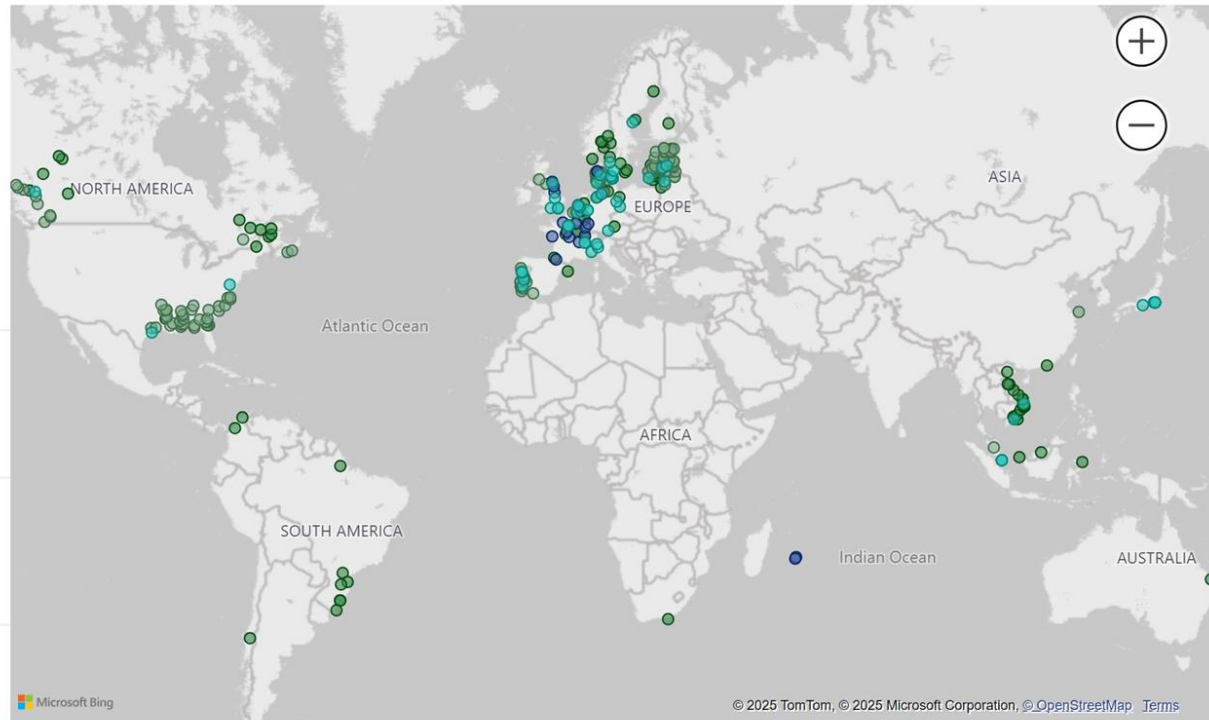 NORTH AMERICA
ASIA
EUROPE
Atlantic Ocean
AFRICA
SOUTH AMERICA
Indian Ocean
AUSTRALIA
Microsoft Bing
© 2025 TomTom, © 2025 Microsoft Corporation, © OpenStreetMap Terms